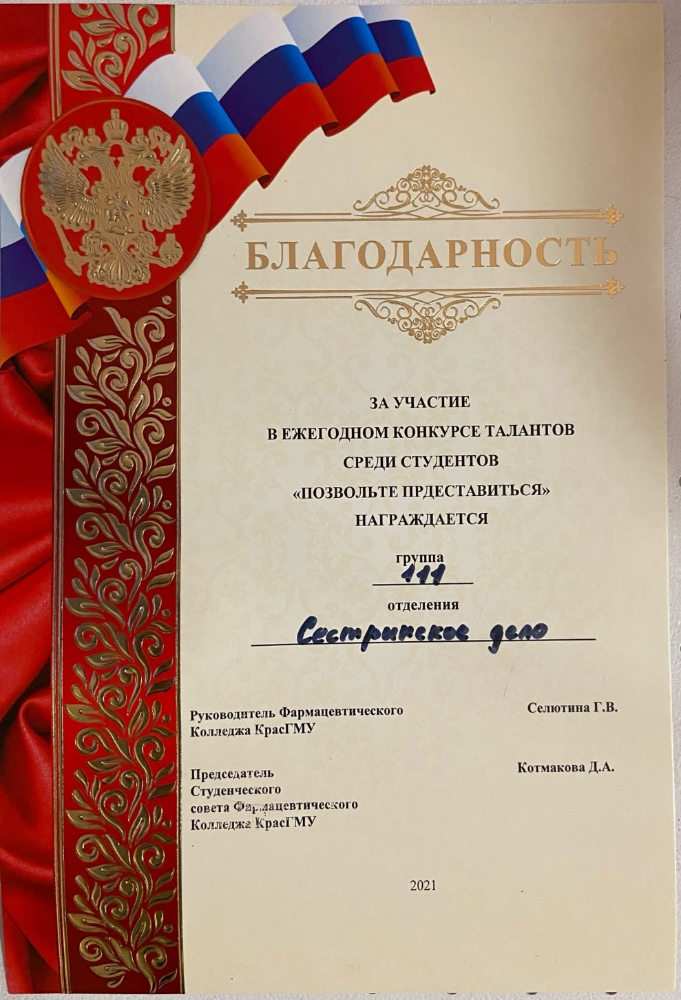 БЛАГОДАРНОСТЬ
ЗА УЧАСТИЕ
В ЕЖЕГОДНОМ КОНКУРСЕ ТАЛАНТОВ
СРЕДИ СТУДЕНТОВ
«ПОЗВОЛЬТЕ ПРДЕСТАВИТЬСЯ»
НАГРАЖДАЕТСЯ
группа
111
отделения
Сестринское дело
Руководитель Фармацевтического Селютина Г.В.
Колледжа КрасГМУ
Председатель Котмакова Д.А.
Студенческого
совета Фармацевтического
Колледжа КрасГМУ
2021